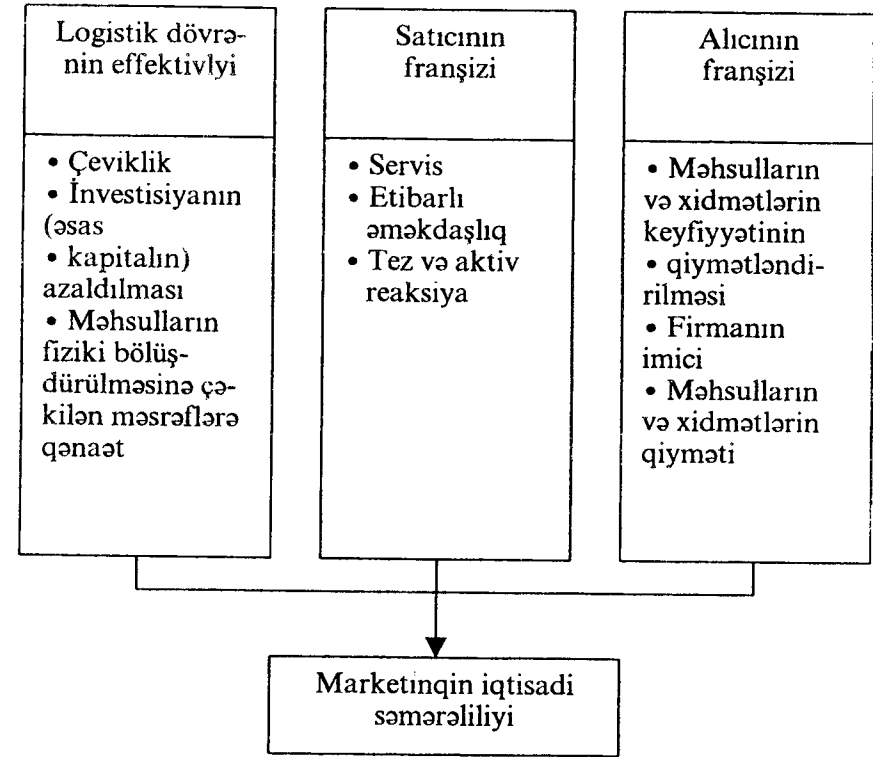 Logistik dövrə-
nin effektivlyi
• Çeviklik
• İnvestisiyanın
(əsas
• kapitalın)
azaldılması
• Məhsulların
fiziki bölüş-
dürülməsinə çə-
kilən məsrəflərə
qənaət
Satıcının
franşizi
• Servis
• Etibarlı
əməkdaşlıq
• Tez və aktiv
reaksiya
Alıcının
franşizi
• Məhsulların
və xidmətlərin
keyfiyyətinin
• qiymətləndi-
rilməsi
• Firmanın
imici
• Məhsulların
və xidmətlərin
qiyməti
Marketinqin iqtisadi
səmərəliliyi